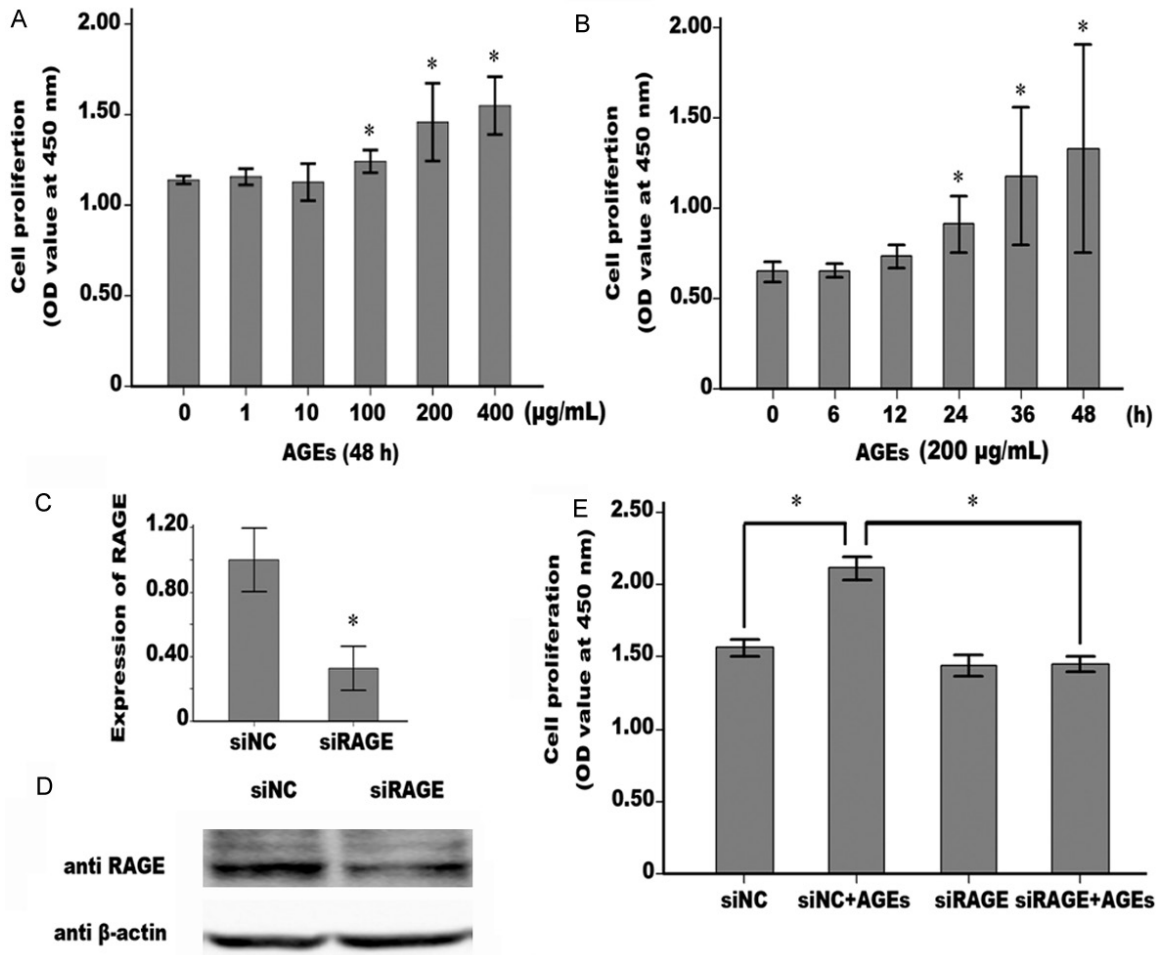 A
Cell prolifertion
(OD value at 450 nm)
2.00
1.50
1.00
0.50
0
* * *
0 1 10 100 200 400 (µg/mL)
AGEs (48 h)
B
Cell prolifertion
(OD value at 450 nm)
2.00
1.50
1.00
0.50
0
* * *
0 6 12 24 36 48 (h)
AGEs (200 µg/mL)
C
Expression of RAGE
1.20
0.80
0.40
0
*
siNC siRAGE
D
siNC siRAGE
anti RAGE
anti β-actin
E
Cell proliferation
(OD value at 450 nm)
2.50
2.00
1.50
1.00
0.50
0
* *
siNC siNC+AGEs siRAGE siRAGE+AGEs